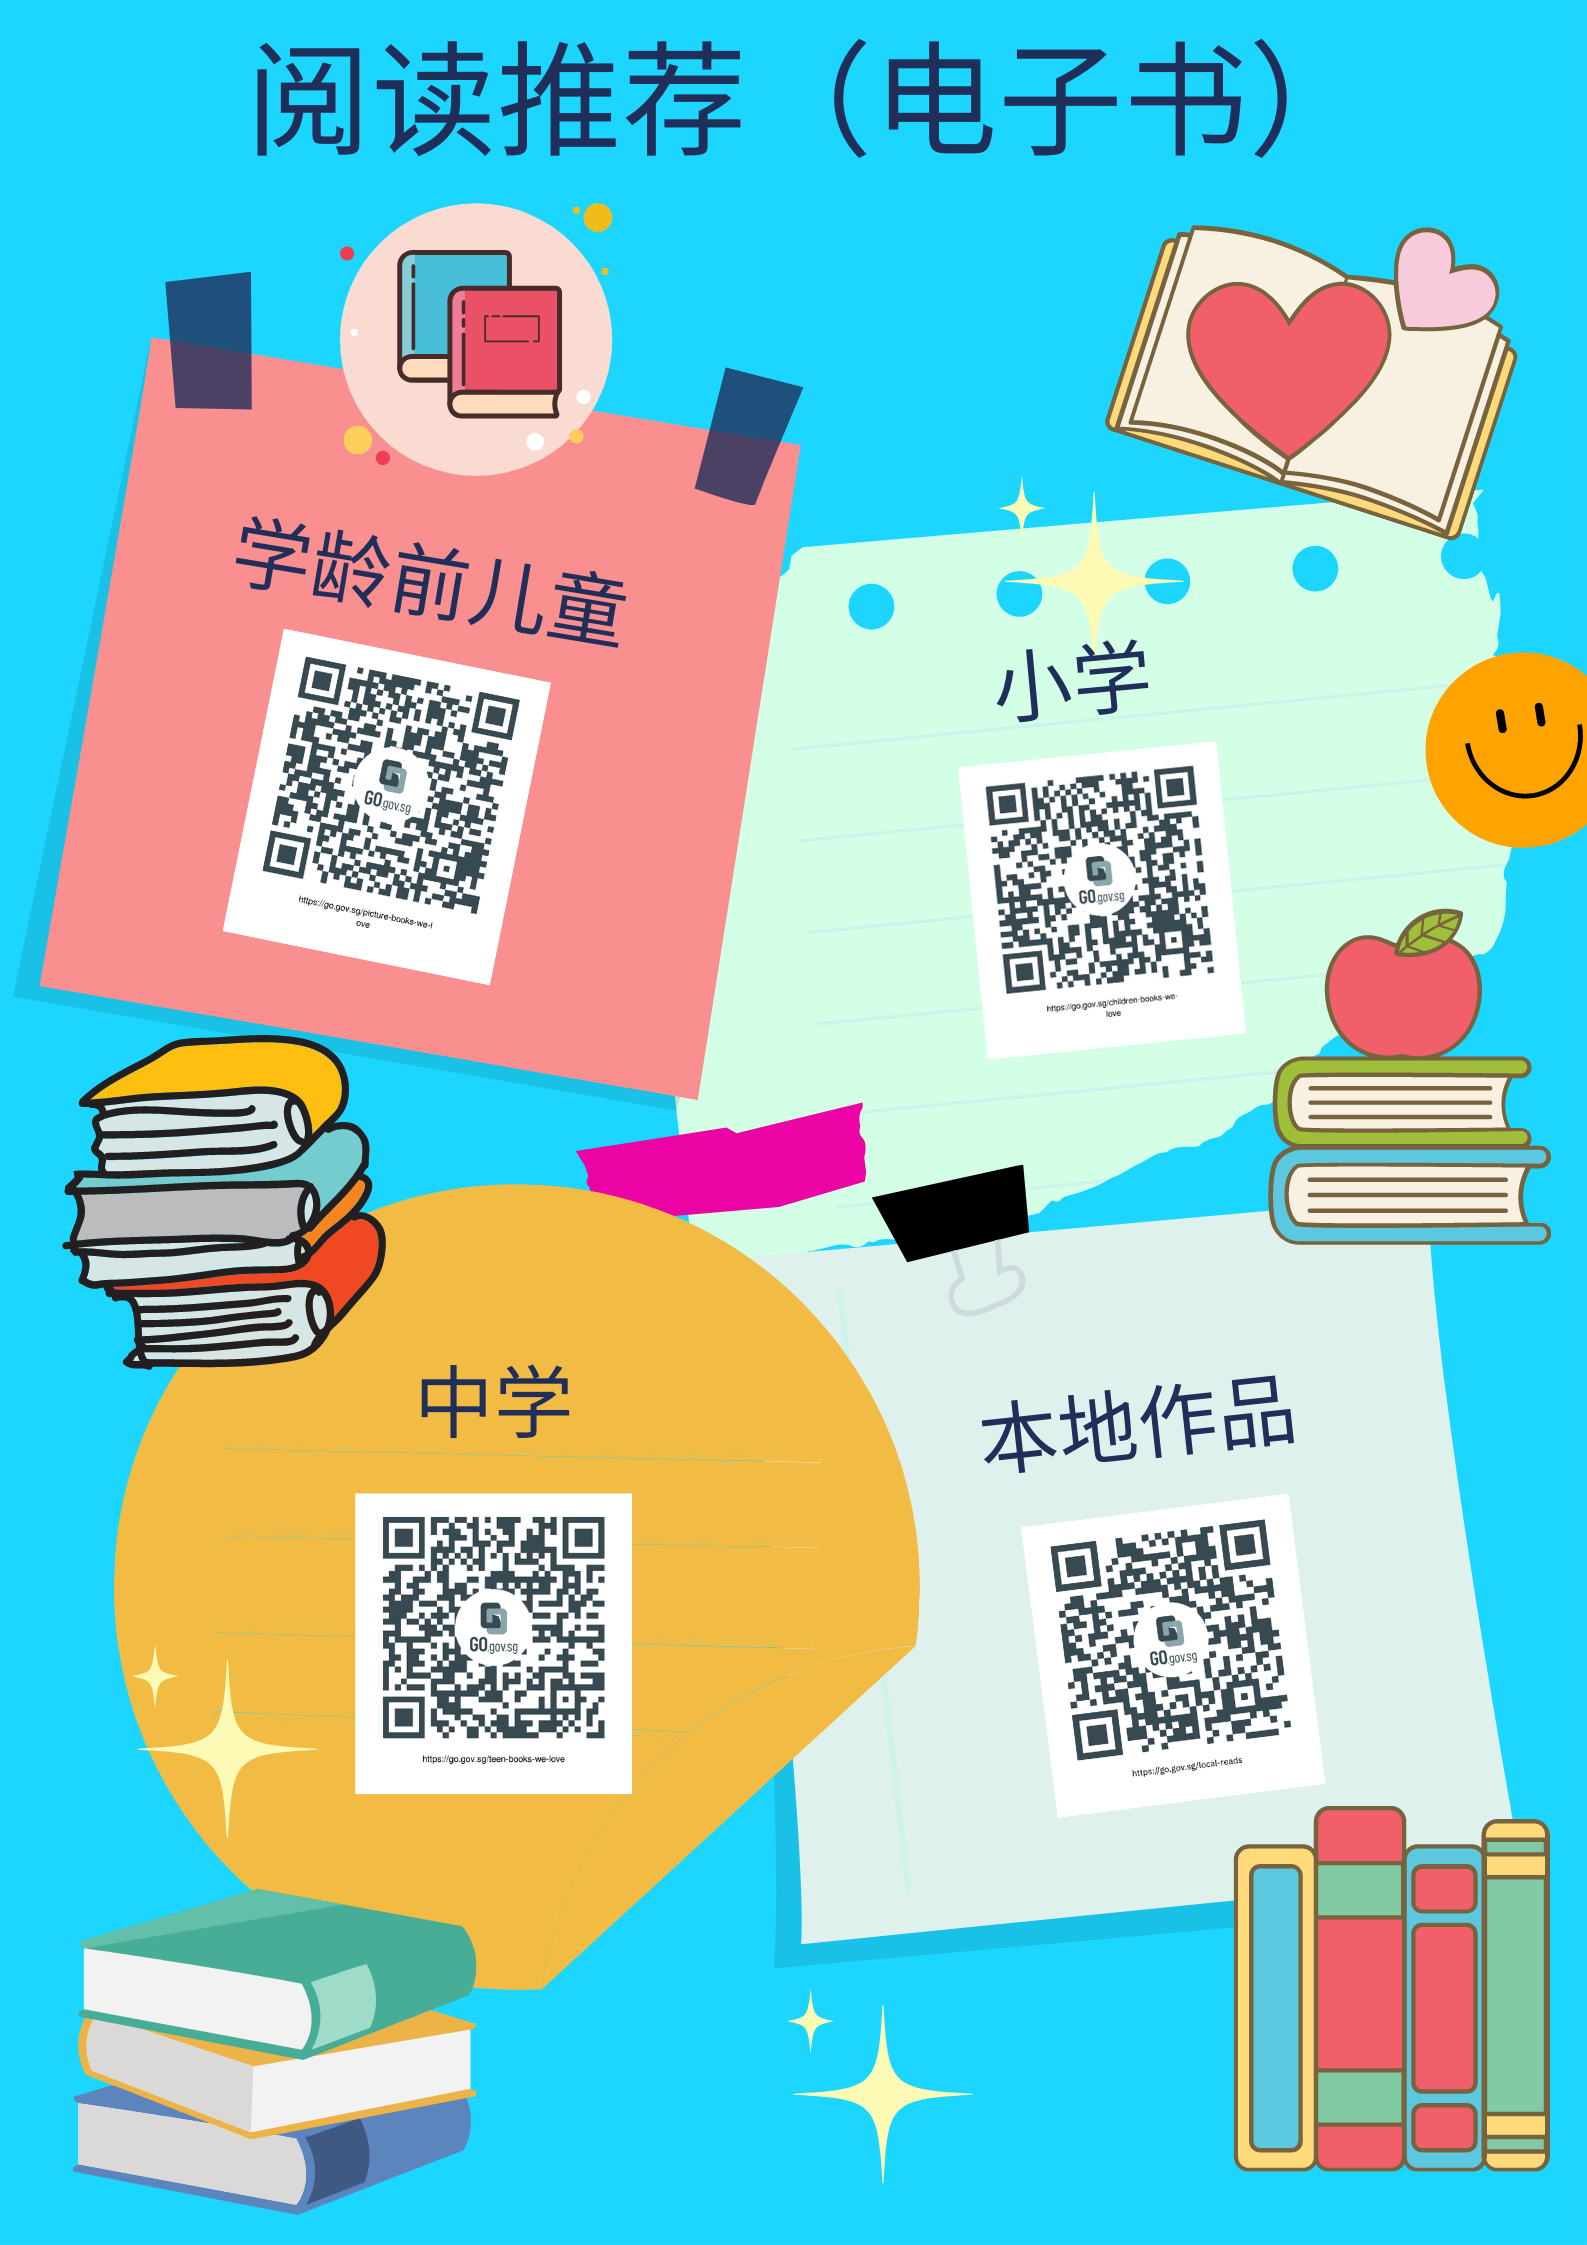 阅读推荐（电子书）
学龄前儿童
GO.gov.sg
https://go.gov.sg/picture-books-we-l
ove
小学
GO.gov.sg
https://go.gov.sg/children-books-we-
love
中学
GO.gov.sg
https://go.gov.sg/teen-books-we-love
本地作品
GO.gov.sg
https://go.gov.sg/local-reads